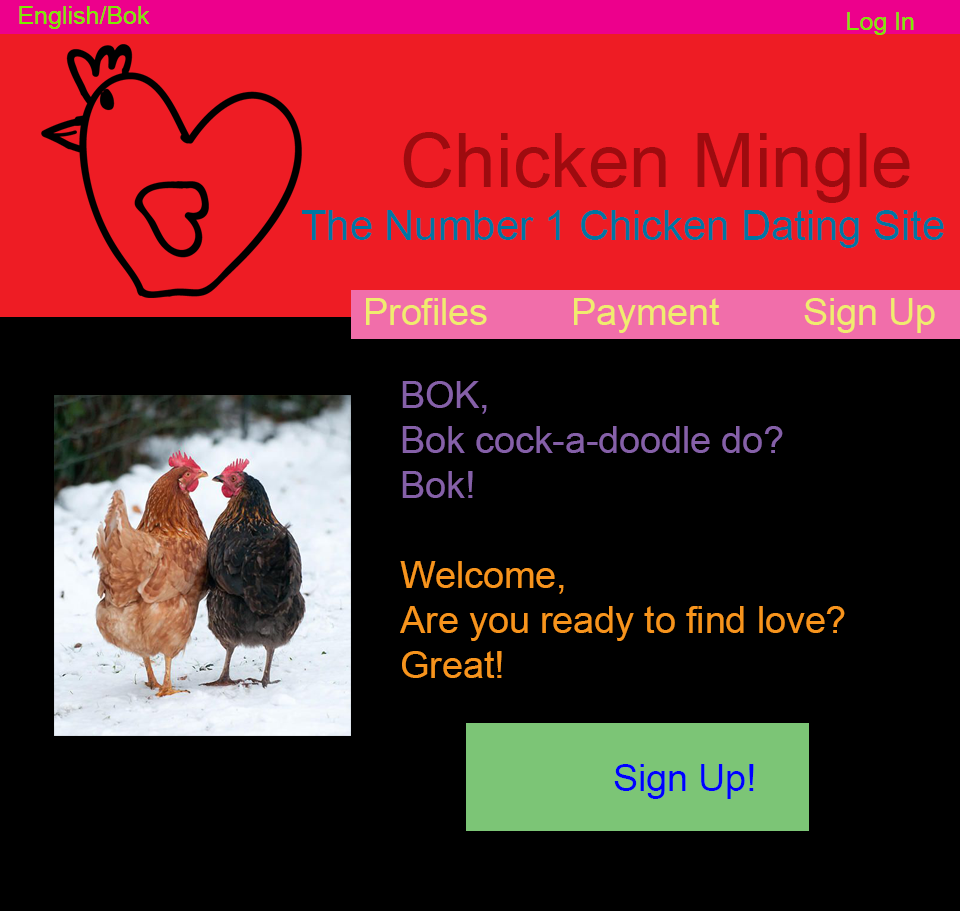 English/Bok
Log In
Chicken Mingle
The Number 1 Chicken Dating Site
Profiles
Payment
Sign Up
BOK,
Bok cock-a-doodle do?
Bok!
Welcome,
Are you ready to find love?
Great!
Sign Up!